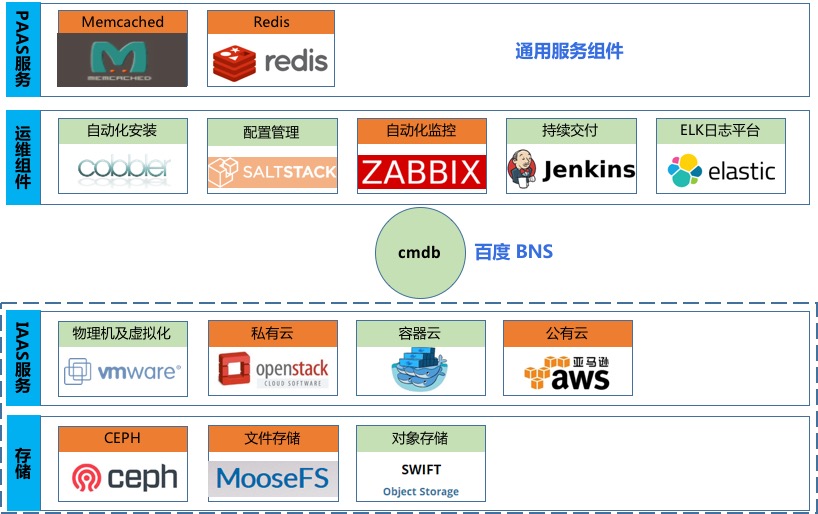 PAAS服务
Memcached
MEMCACHED
Redis
redis
通用服务组件
运维组件
自动化安装
cobbler
配置管理
SALTSTACK
自动化监控
ZABBIX
持续交付
Jenkins
ELK日志平台
elastic
cmdb
百度 BNS
IAAS服务
物理机及虚拟化
vmware®
私有云
openstack
CLOUD SOFTWARE
容器云
公有云
亚马逊
aws
存储
CEPH
ceph
文件存储
MooseFS
对象存储
SWIFT
Object Storage